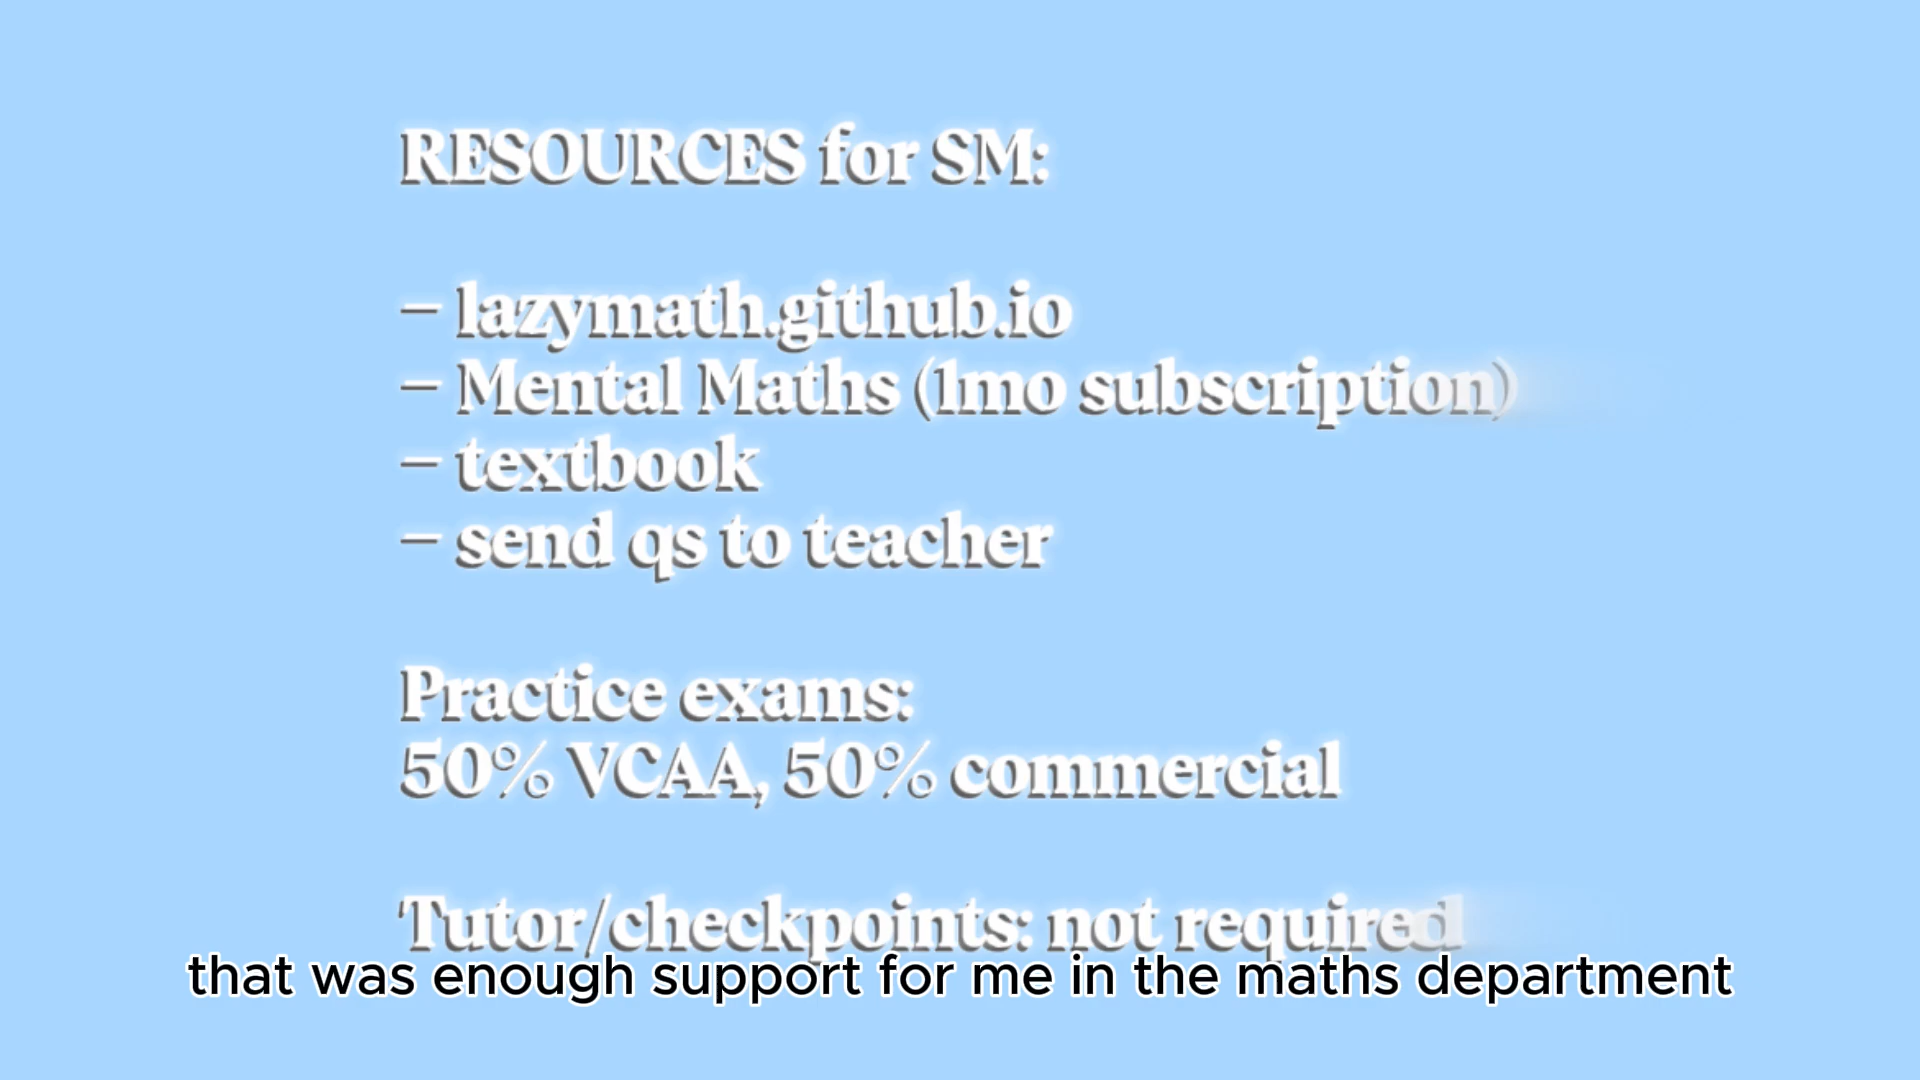 RESOURCES for SM:
– lazymath.github.io
– Mental Maths (1mo subscription)
– textbook
– send qs to teacher
Practice exams:
50% VCAA, 50% commercial
Tutor/checkpoints: not required
that was enough support for me in the maths department